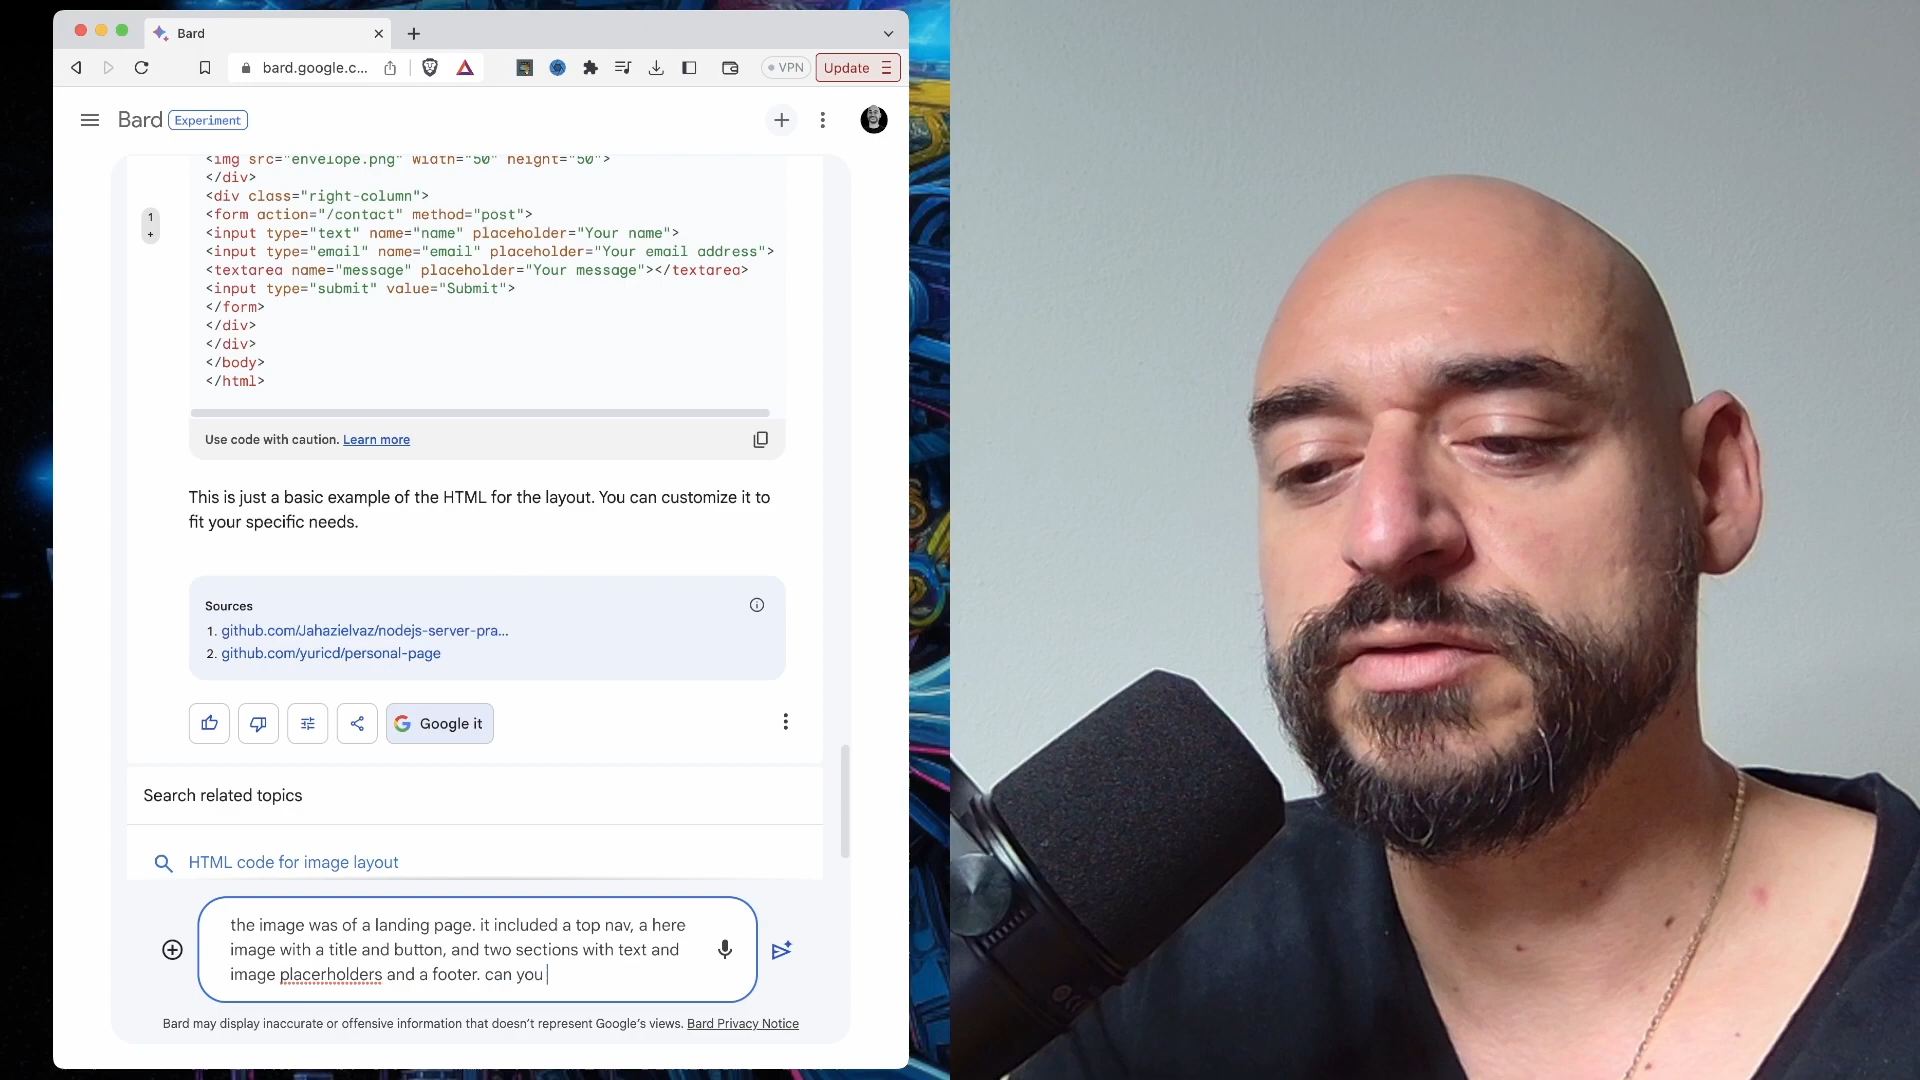 Bard
bard.google.c...
VPN
Update
Bard Experiment
<img src="envelope.png" width="50" height="50">
</div>
<div class="right-column">
<form action="/contact" method="post">
<input type="text" name="name" placeholder="Your name">
<input type="email" name="email" placeholder="Your email address">
<textarea name="message" placeholder="Your message"></textarea>
<input type="submit" value="Submit">
</form>
</div>
</div>
</body>
</html>
1
+
Use code with caution. Learn more
This is just a basic example of the HTML for the layout. You can customize it to
fit your specific needs.
Sources
1. github.com/Jahazielvaz/nodejs-server-pra...
2. github.com/yuricd/personal-page
Google it
Search related topics
HTML code for image layout
the image was of a landing page. it included a top nav, a here
image with a title and button, and two sections with text and
image placerholders and a footer. can you
Bard may display inaccurate or offensive information that doesn't represent Google's views. Bard Privacy Notice